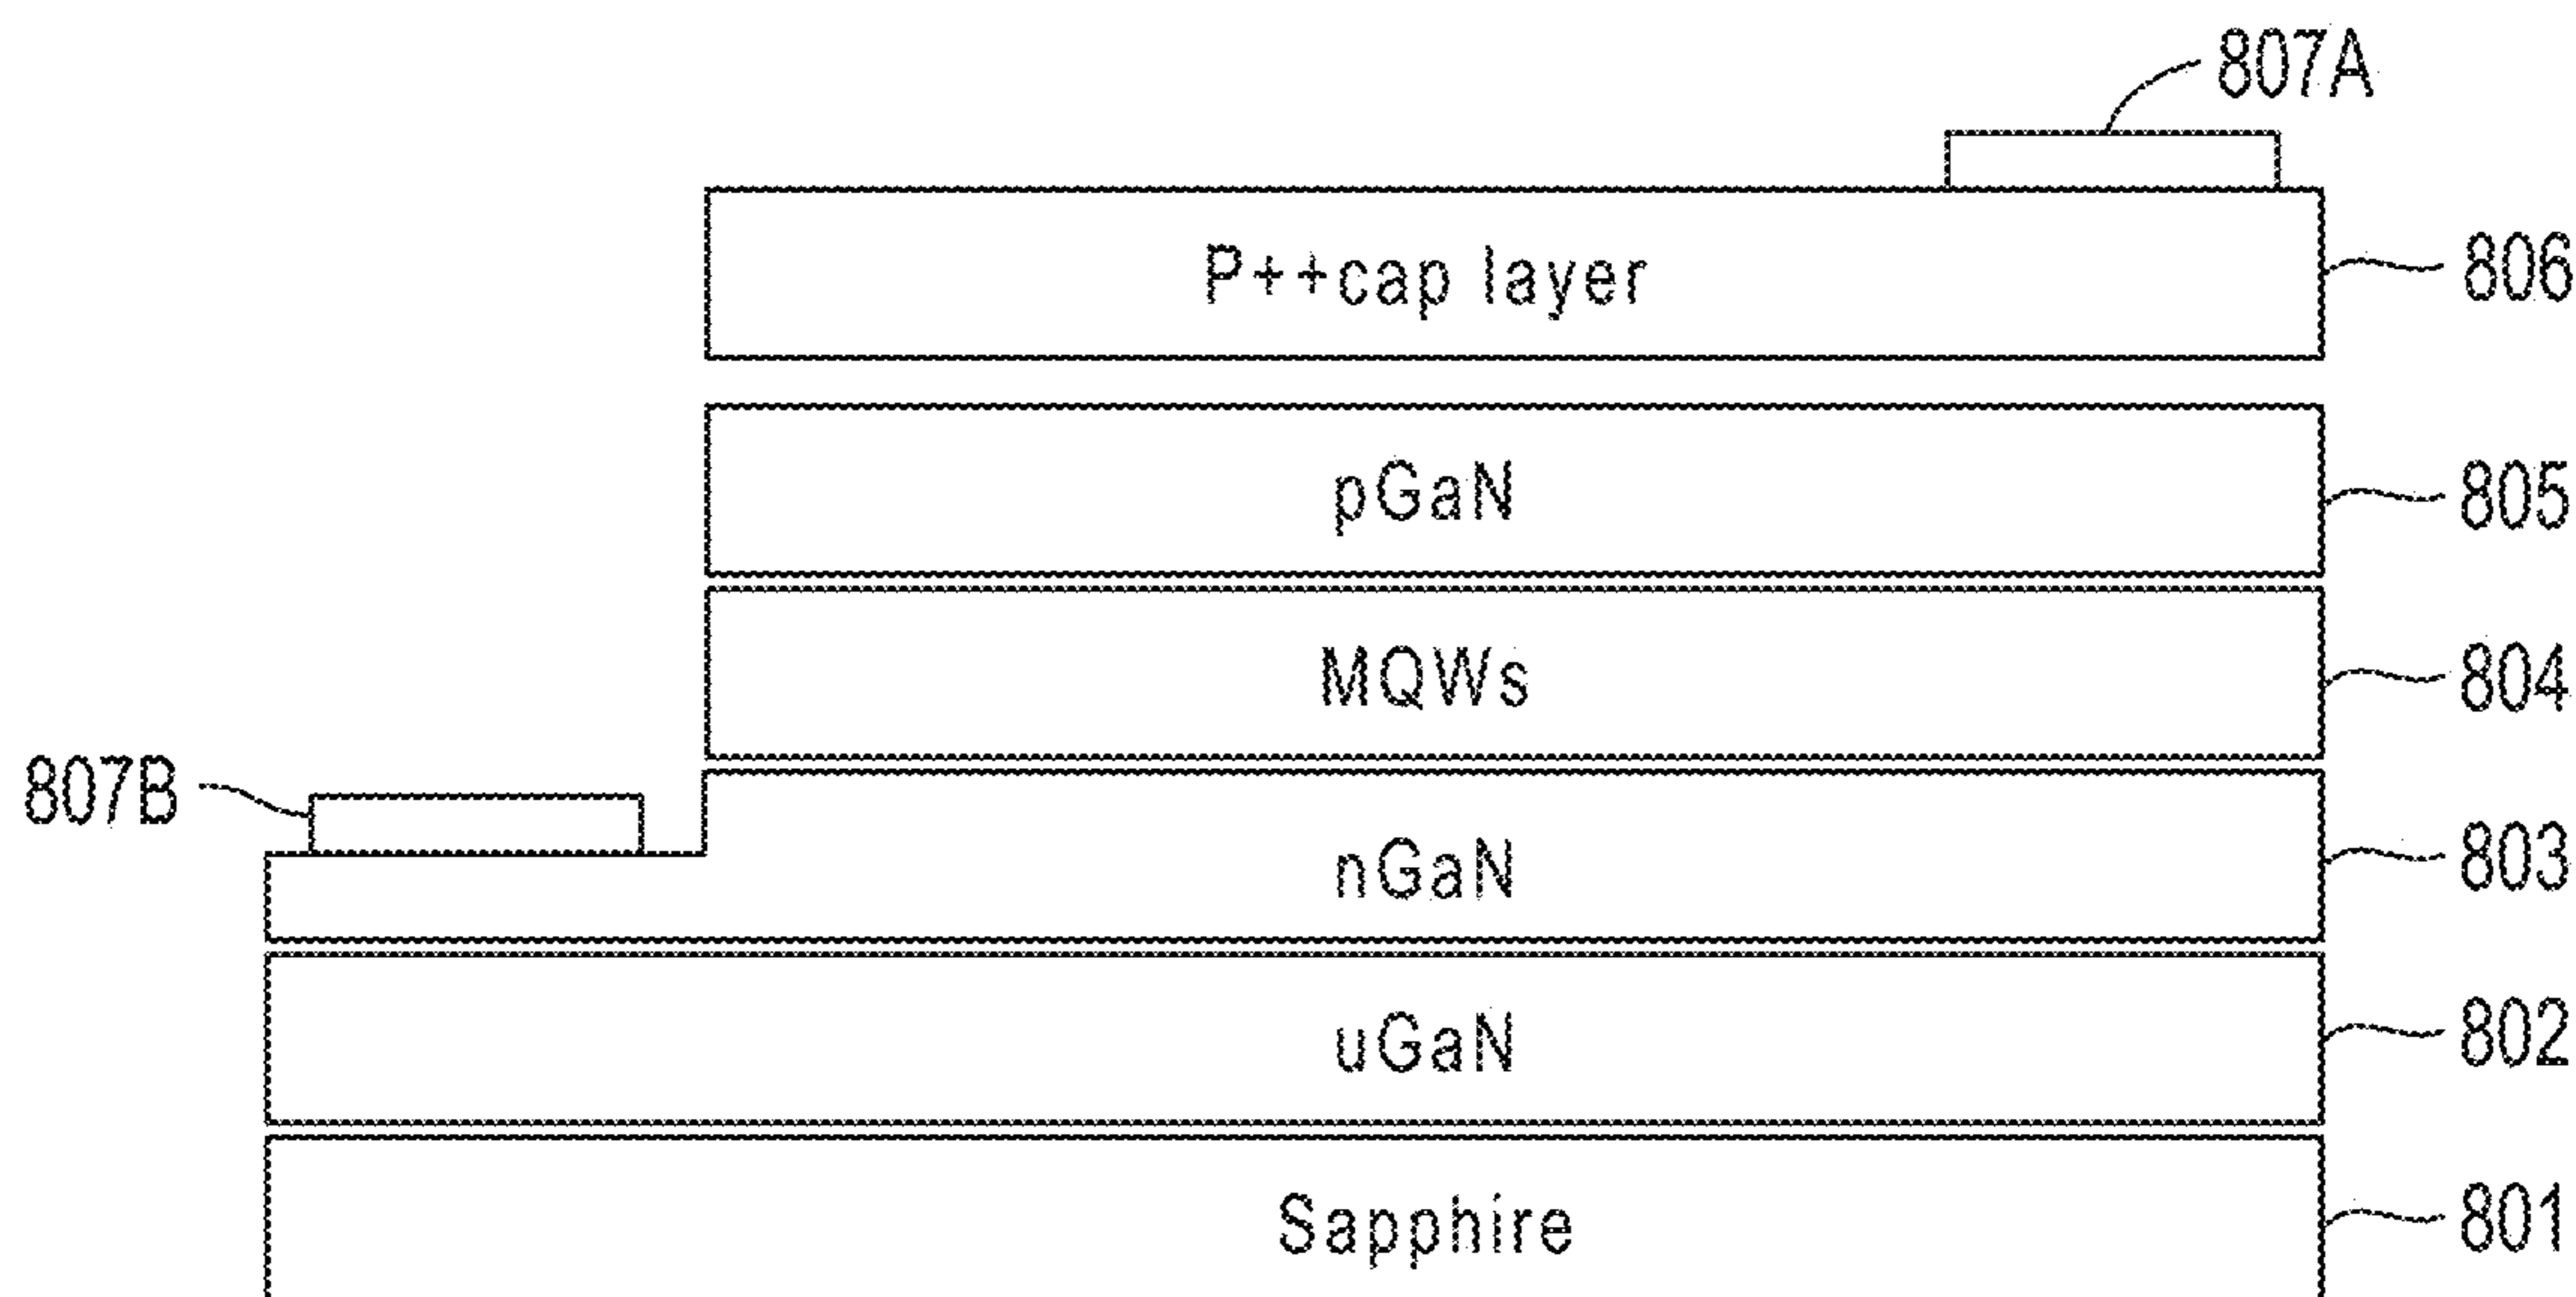 807A
P++cap layer
806
pGaN
805
MQWs
804
807B
nGaN
803
uGaN
802
Sapphire
801